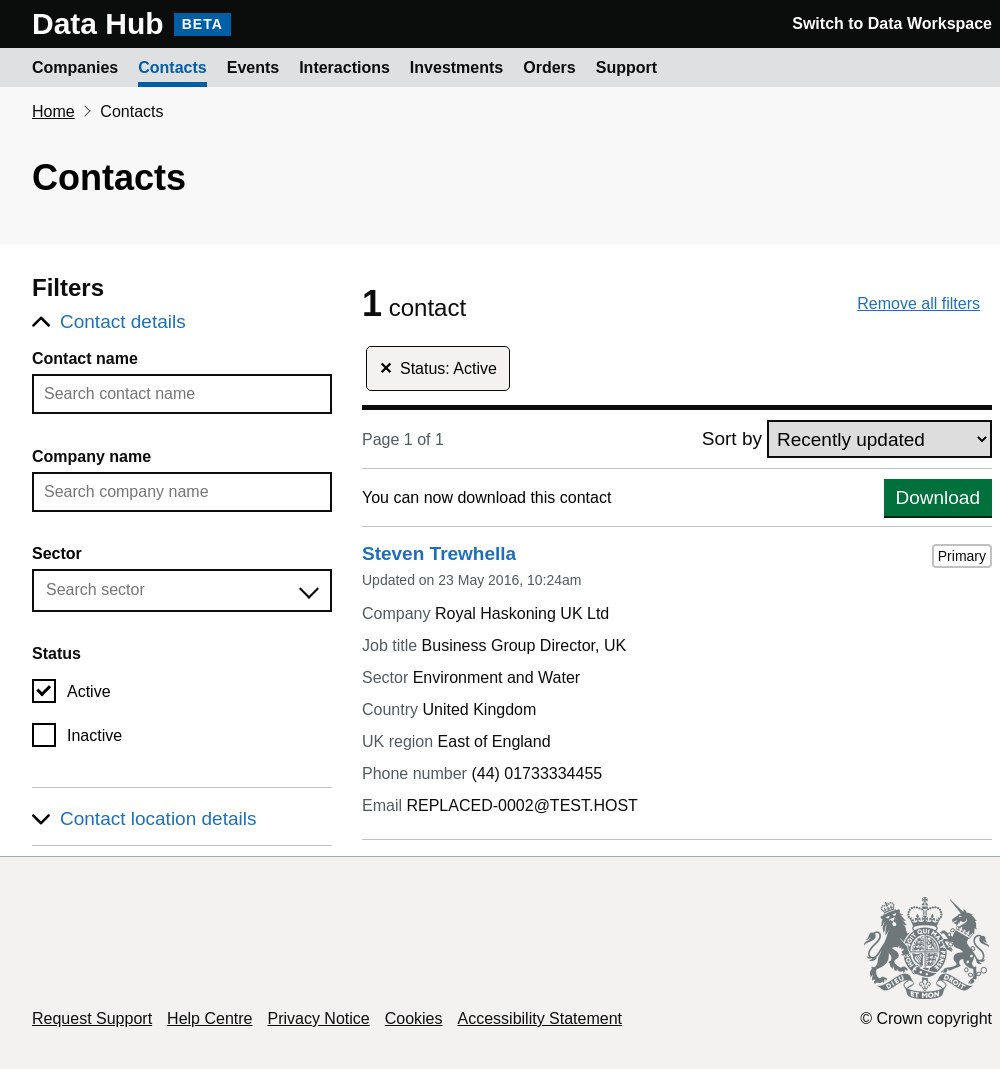 Data Hub BETA Switch to Data Workspace
Companies Contacts Events Interactions Investments Orders Support
Home Contacts
Contacts
Filters
Contact details
Contact name
Search contact name
Company name
Search company name
Sector
Search sector
Status
Active
Inactive
Contact location details
1 contact Remove all filters
Status: Active
Page 1 of 1 Sort by Recently updated
You can now download this contact Download
Steven Trewhella Primary
Updated on 23 May 2016, 10:24am
Company Royal Haskoning UK Ltd
Job title Business Group Director, UK
Sector Environment and Water
Country United Kingdom
UK region East of England
Phone number (44) 01733334455
Email REPLACED-0002@TEST.HOST
DIEU ET MON DROIT
Request Support Help Centre Privacy Notice Cookies Accessibility Statement © Crown copyright